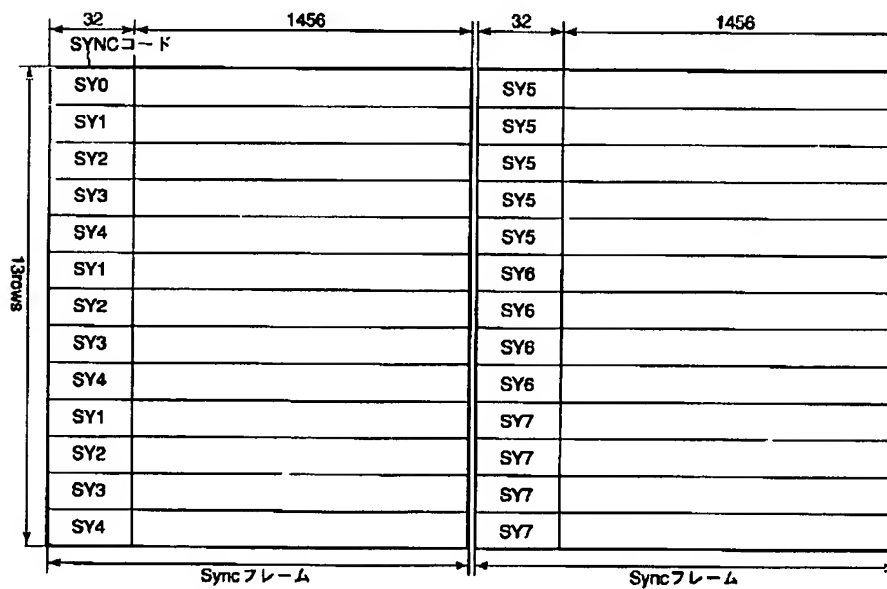 32 1456 32 1456
SYNCコード
SY0 SY5
SY1 SY5
SY2 SY5
SY3 SY5
SY4 SY5
SY1 SY6
SY2 SY6
SY3 SY6
SY4 SY6
SY1 SY7
SY2 SY7
SY3 SY7
SY4 SY7
13rows
Syncフレーム Syncフレーム